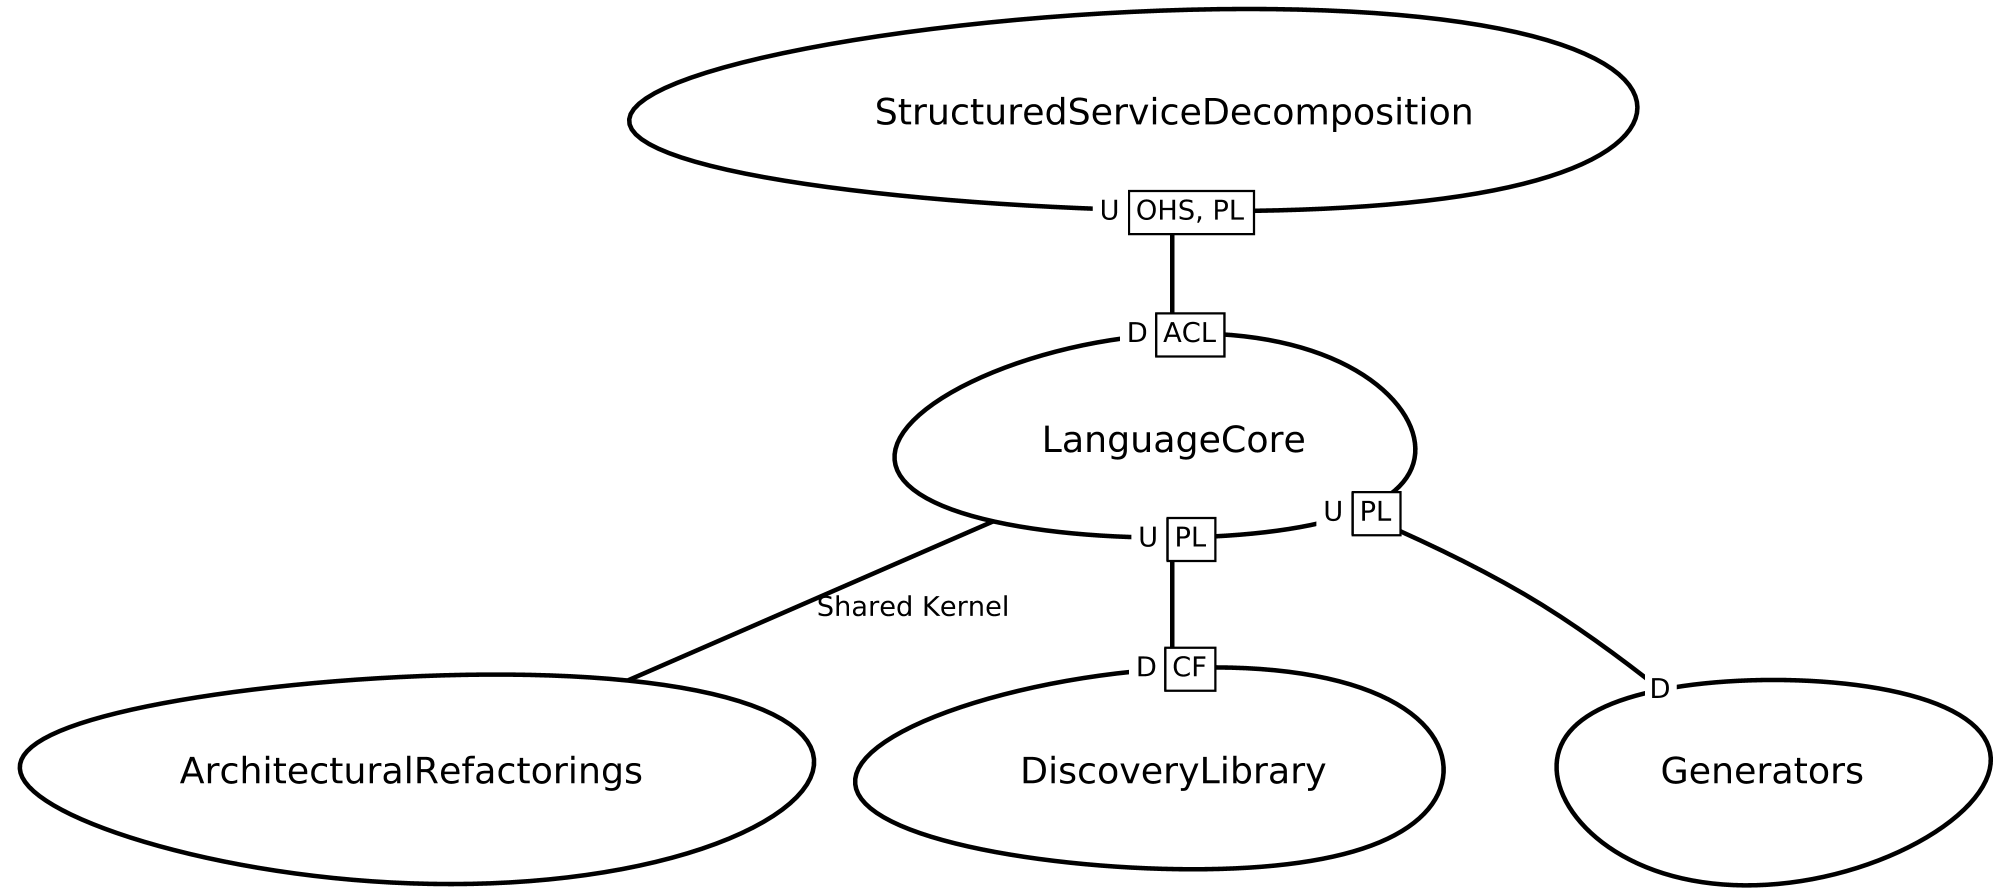 StructuredServiceDecomposition
U OHS, PL
D ACL
LanguageCore
U PL
U PL
Shared Kernel
D CF
D
ArchitecturalRefactorings
DiscoveryLibrary
Generators